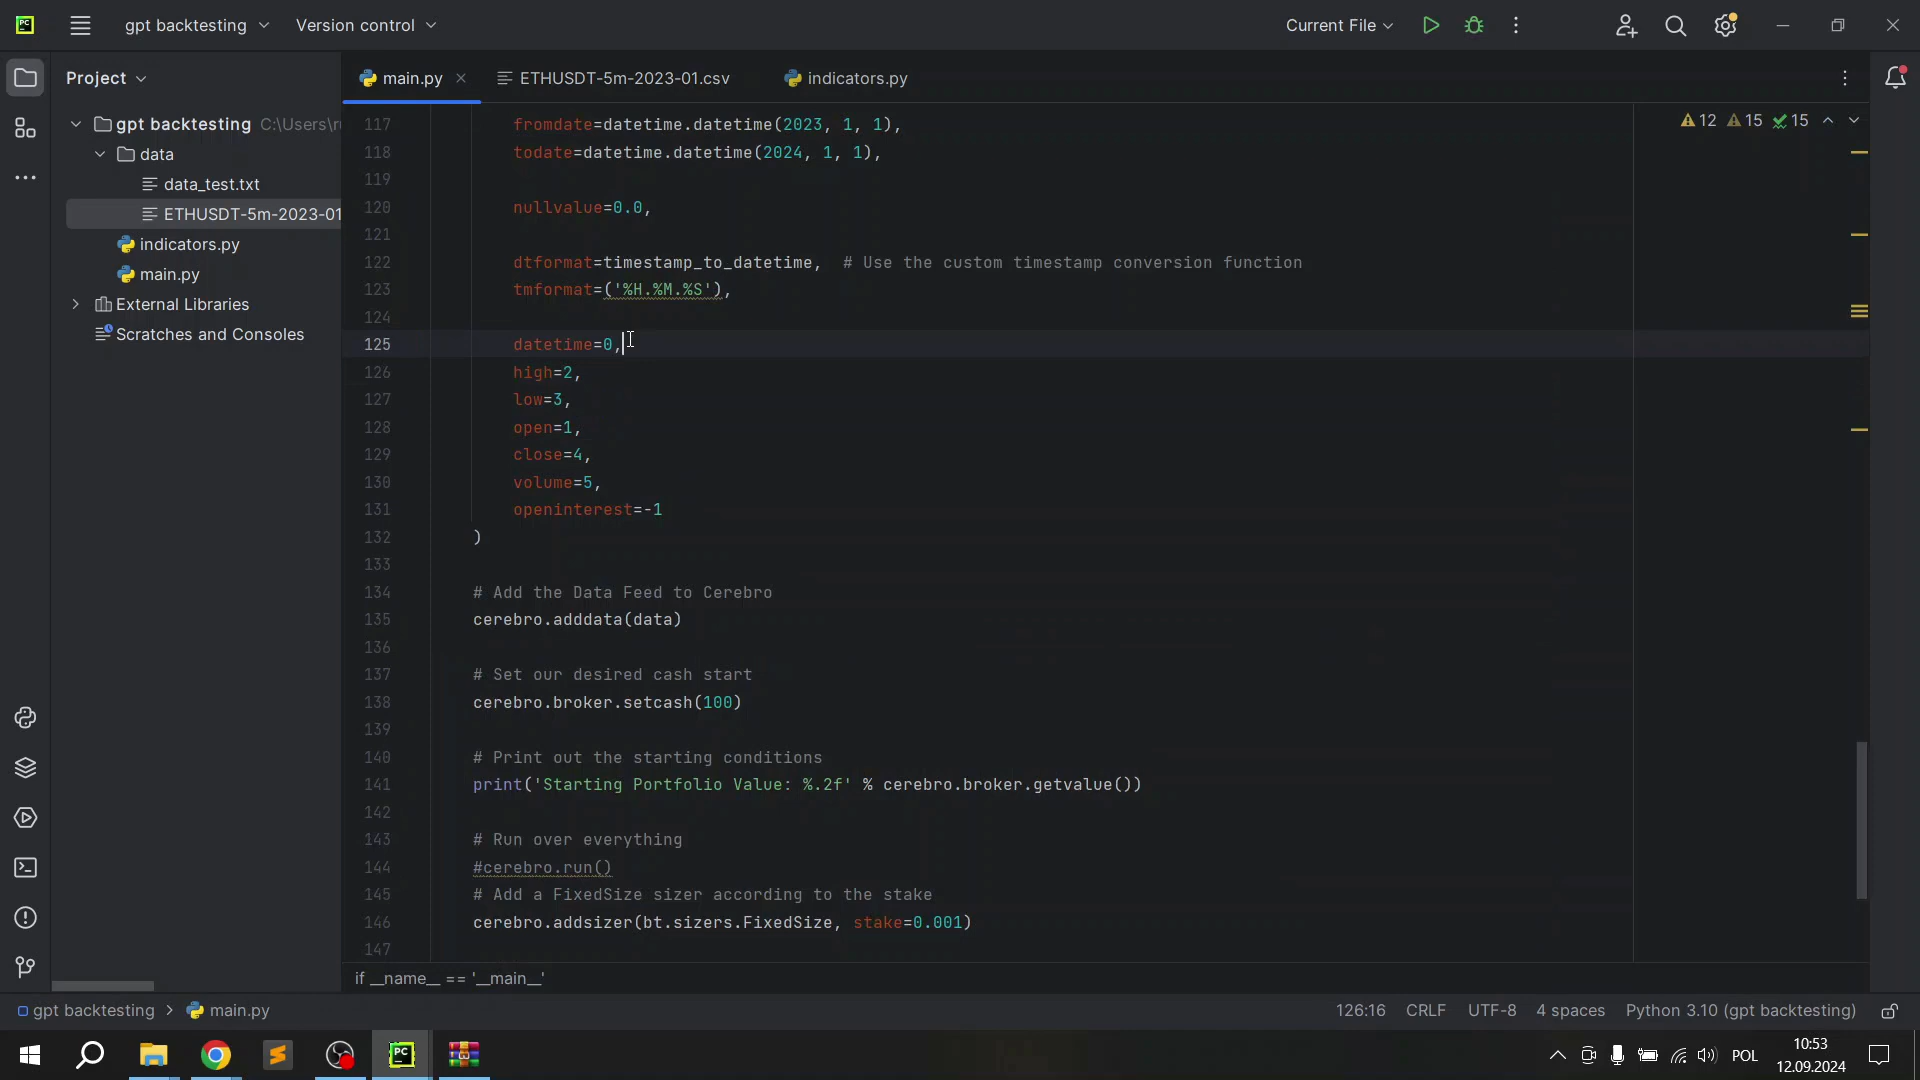 PC
gpt backtesting
Version control
Current File
Project
main.py
ETHUSDT-5m-2023-01.csv
indicators.py
gpt backtesting C:\Users\r
data
data_test.txt
ETHUSDT-5m-2023-01
indicators.py
main.py
External Libraries
Scratches and Consoles
12 15 15
117 fromdate=datetime.datetime(2023, 1, 1),
118 todate=datetime.datetime(2024, 1, 1),
119
120 nullvalue=0.0,
121
122 dtformat=timestamp_to_datetime, # Use the custom timestamp conversion function
123 tmformat=('%H.%M.%S'),
124
125 datetime=0,
126 high=2,
127 low=3,
128 open=1,
129 close=4,
130 volume=5,
131 openinterest=-1
132 )
133
134 # Add the Data Feed to Cerebro
135 cerebro.adddata(data)
136
137 # Set our desired cash start
138 cerebro.broker.setcash(100)
139
140 # Print out the starting conditions
141 print('Starting Portfolio Value: %.2f' % cerebro.broker.getvalue())
142
143 # Run over everything
144 #cerebro.run()
145 # Add a FixedSize sizer according to the stake
146 cerebro.addsizer(bt.sizers.FixedSize, stake=0.001)
147
if __name__ == '__main__'
gpt backtesting > main.py
126:16 CRLF UTF-8 4 spaces Python 3.10 (gpt backtesting)
PC
POL
10:53
12.09.2024